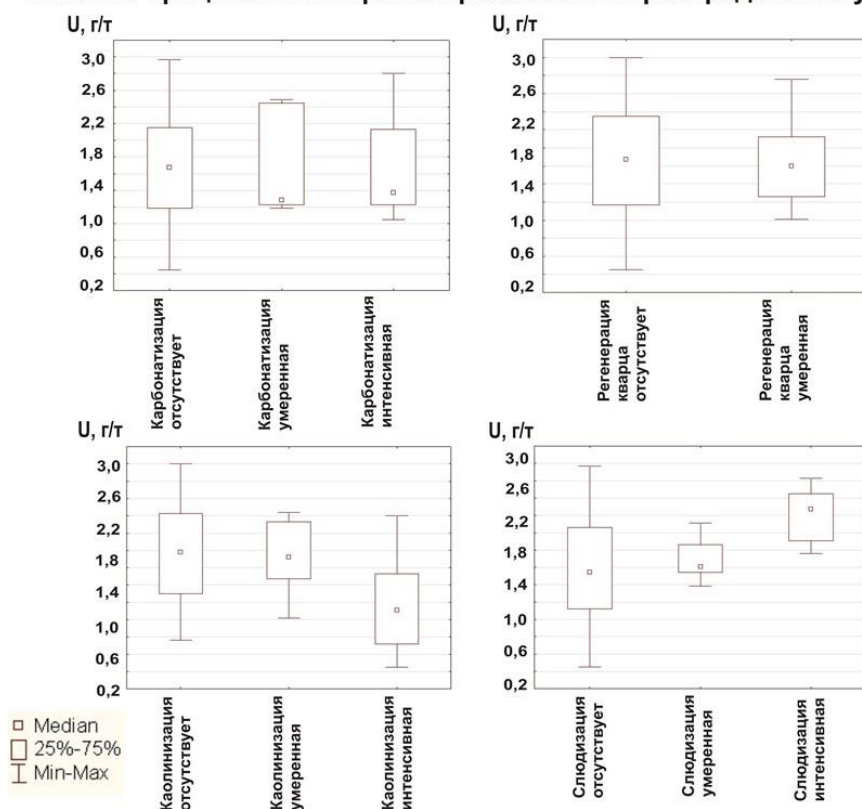 U, г/т
3,0
2,6
2,2
1,8
1,4
1,0
0,6
0,2
Карбонатизация
отсутствует
Карбонатизация
умеренная
Карбонатизация
интенсивная
U, г/т
3,0
2,6
2,2
1,8
1,4
1,0
0,6
0,2
Регенерация
кварца
отсутствует
Регенерация
кварца
умеренная
U, г/т
3,0
2,6
2,2
1,8
1,4
1,0
0,6
0,2
Каолинизация
отсутствует
Каолинизация
умеренная
Каолинизация
интенсивная
U, г/т
3,0
2,6
2,2
1,8
1,4
1,0
0,6
0,2
Слюдизация
отсутствует
Слюдизация
умеренная
Слюдизация
интенсивная
Median
25%-75%
Min-Max